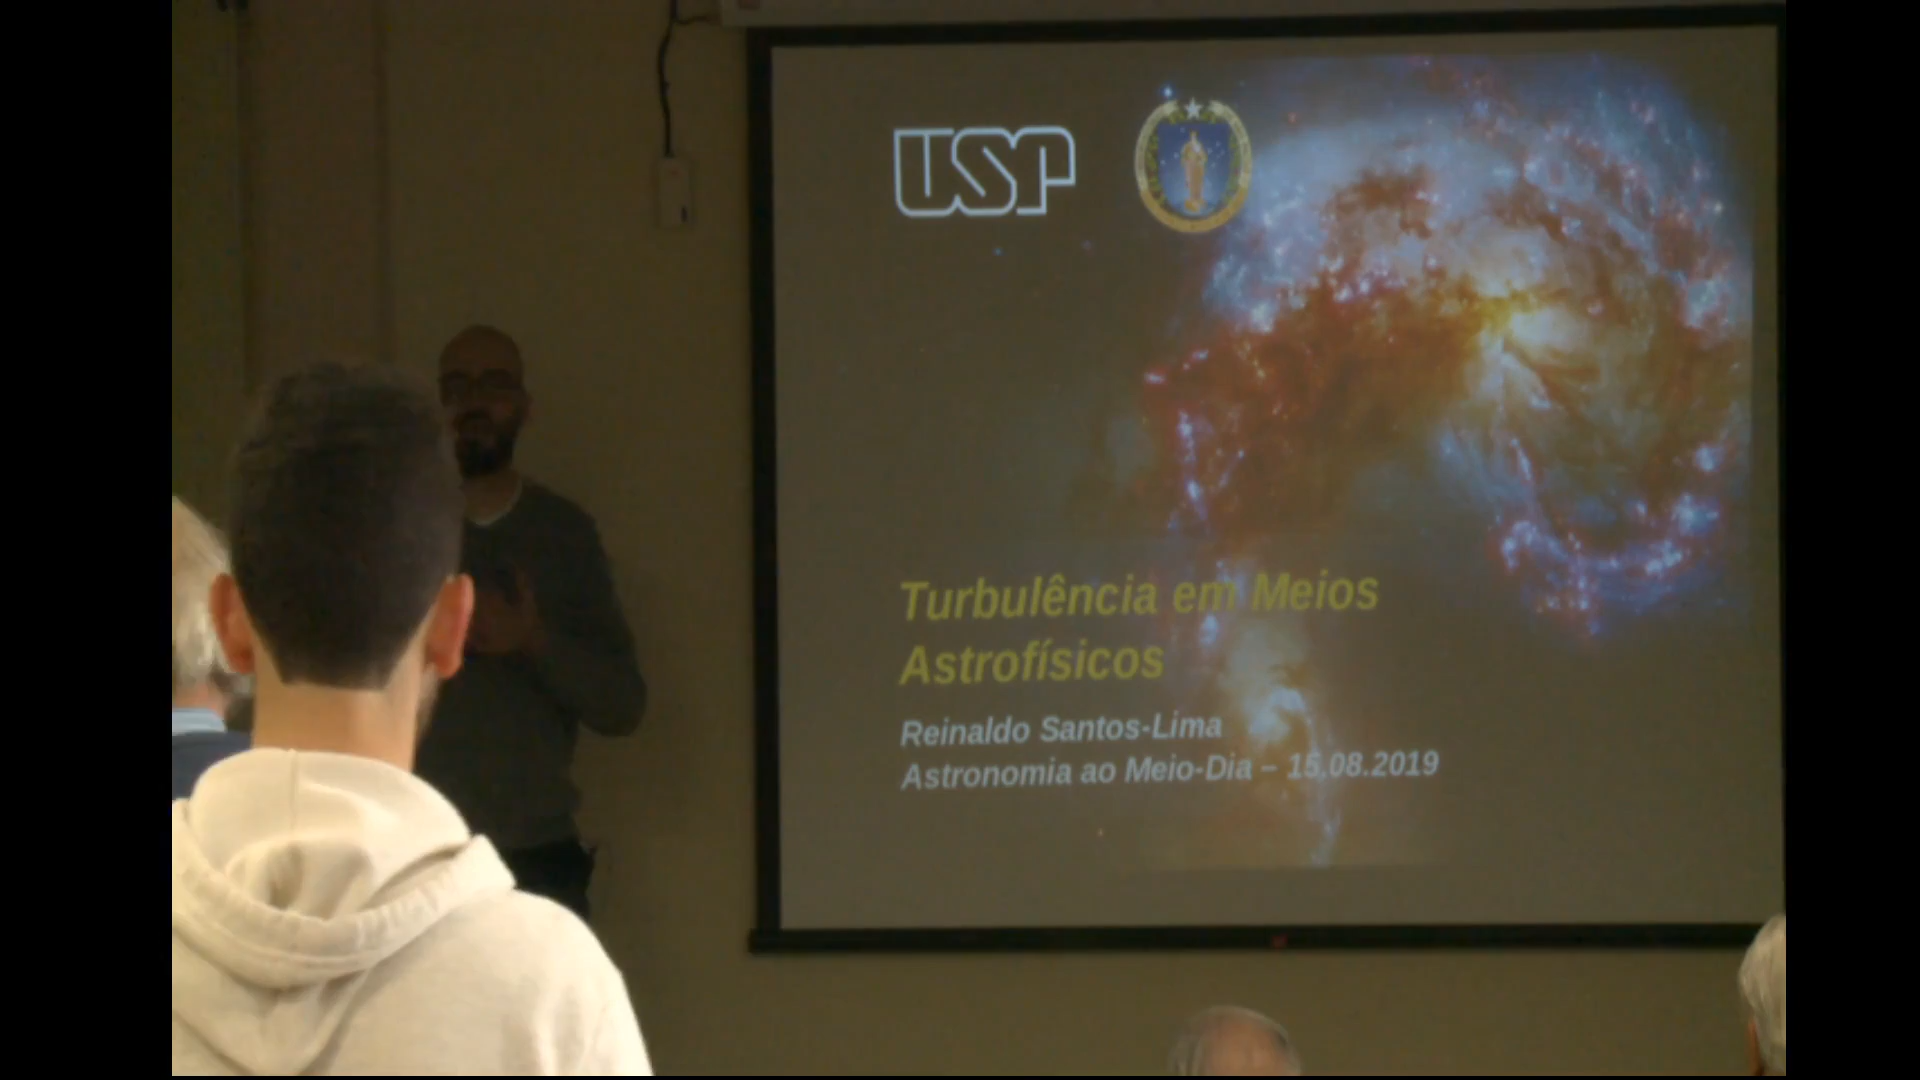 USP
Turbulência em Meios
Astrofísicos
Reinaldo Santos-Lima
Astronomia ao Meio-Dia – 15.08.2019